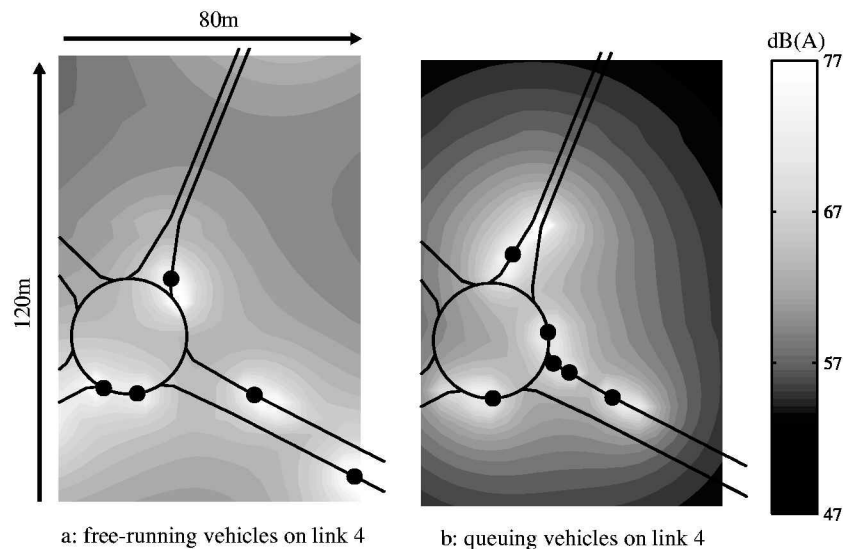 80m
120m
dB(A)
77
67
57
47
a: free-running vehicles on link 4
b: queuing vehicles on link 4